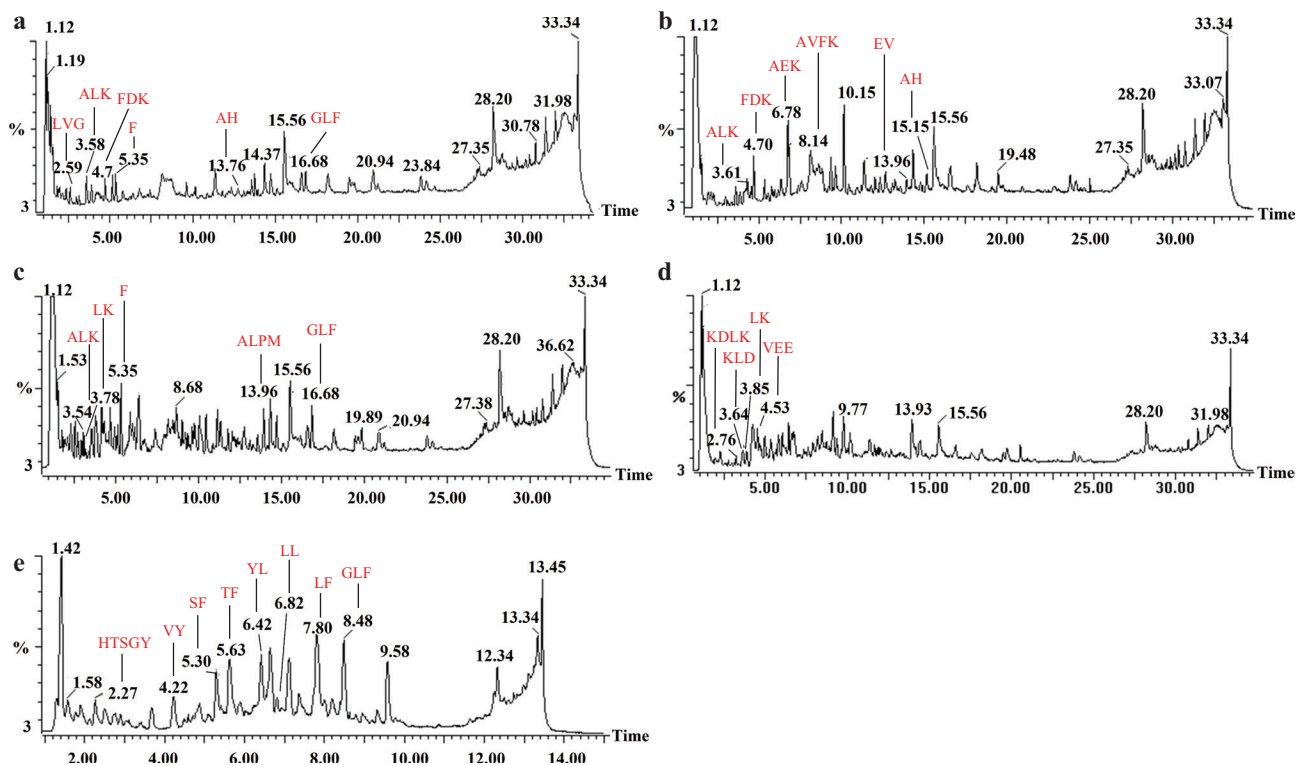 a
1.12
33.34
1.19
ALK
FDK
LVG
F
AH
GLF
%
3.58
5.35
2.59
4.7
13.76
14.37
15.56
16.68
20.94
23.84
27.35
28.20
30.78
31.98
3
Time
5.00 10.00 15.00 20.00 25.00 30.00
b
1.12
33.34
AVFK
EV
AEK
AH
FDK
ALK
%
6.78
10.15
4.70
8.14
3.61
13.96
15.15
15.56
19.48
27.35
28.20
33.07
3
Time
5.00 10.00 15.00 20.00 25.00 30.00
c
1.12
33.34
F
LK
ALK
ALPM
GLF
1.53
5.35
%
3.54
3.78
8.68
13.96
15.56
16.68
19.89
20.94
27.38
28.20
36.62
3
Time
5.00 10.00 15.00 20.00 25.00 30.00
d
1.12
33.34
LK
KDLK
VEE
KLD
%
3.85
3.64
4.53
2.76
9.77
13.93
15.56
28.20
31.98
3
Time
5.00 10.00 15.00 20.00 25.00 30.00
e
1.42
13.45
LL
YL
LF
GLF
TF
SF
VY
HTSGY
%
1.58
2.27
4.22
5.30
5.63
6.42
6.82
7.80
8.48
9.58
12.34
13.34
3
Time
2.00 4.00 6.00 8.00 10.00 12.00 14.00